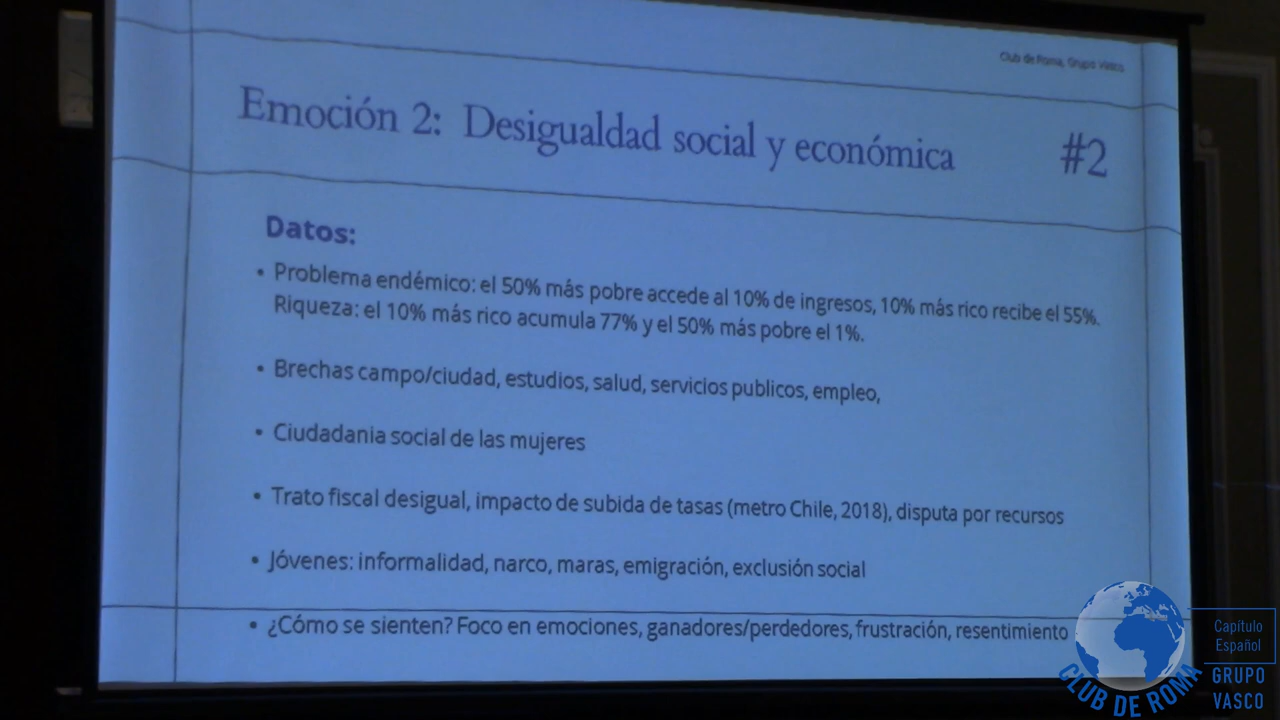 Club de Roma, Grupo Vasco
Emoción 2: Desigualdad social y económica #2
Datos:
• Problema endémico: el 50% más pobre accede al 10% de ingresos, 10% más rico recibe el 55%.
Riqueza: el 10% más rico acumula 77% y el 50% más pobre el 1%.
• Brechas campo/ciudad, estudios, salud, servicios publicos, empleo,
• Ciudadania social de las mujeres
• Trato fiscal desigual, impacto de subida de tasas (metro Chile, 2018), disputa por recursos
• Jóvenes: informalidad, narco, maras, emigración, exclusión social
• ¿Cómo se sienten? Foco en emociones, ganadores/perdedores, frustración, resentimiento
CLUB DE ROMA
Capítulo
Español
GRUPO
VASCO